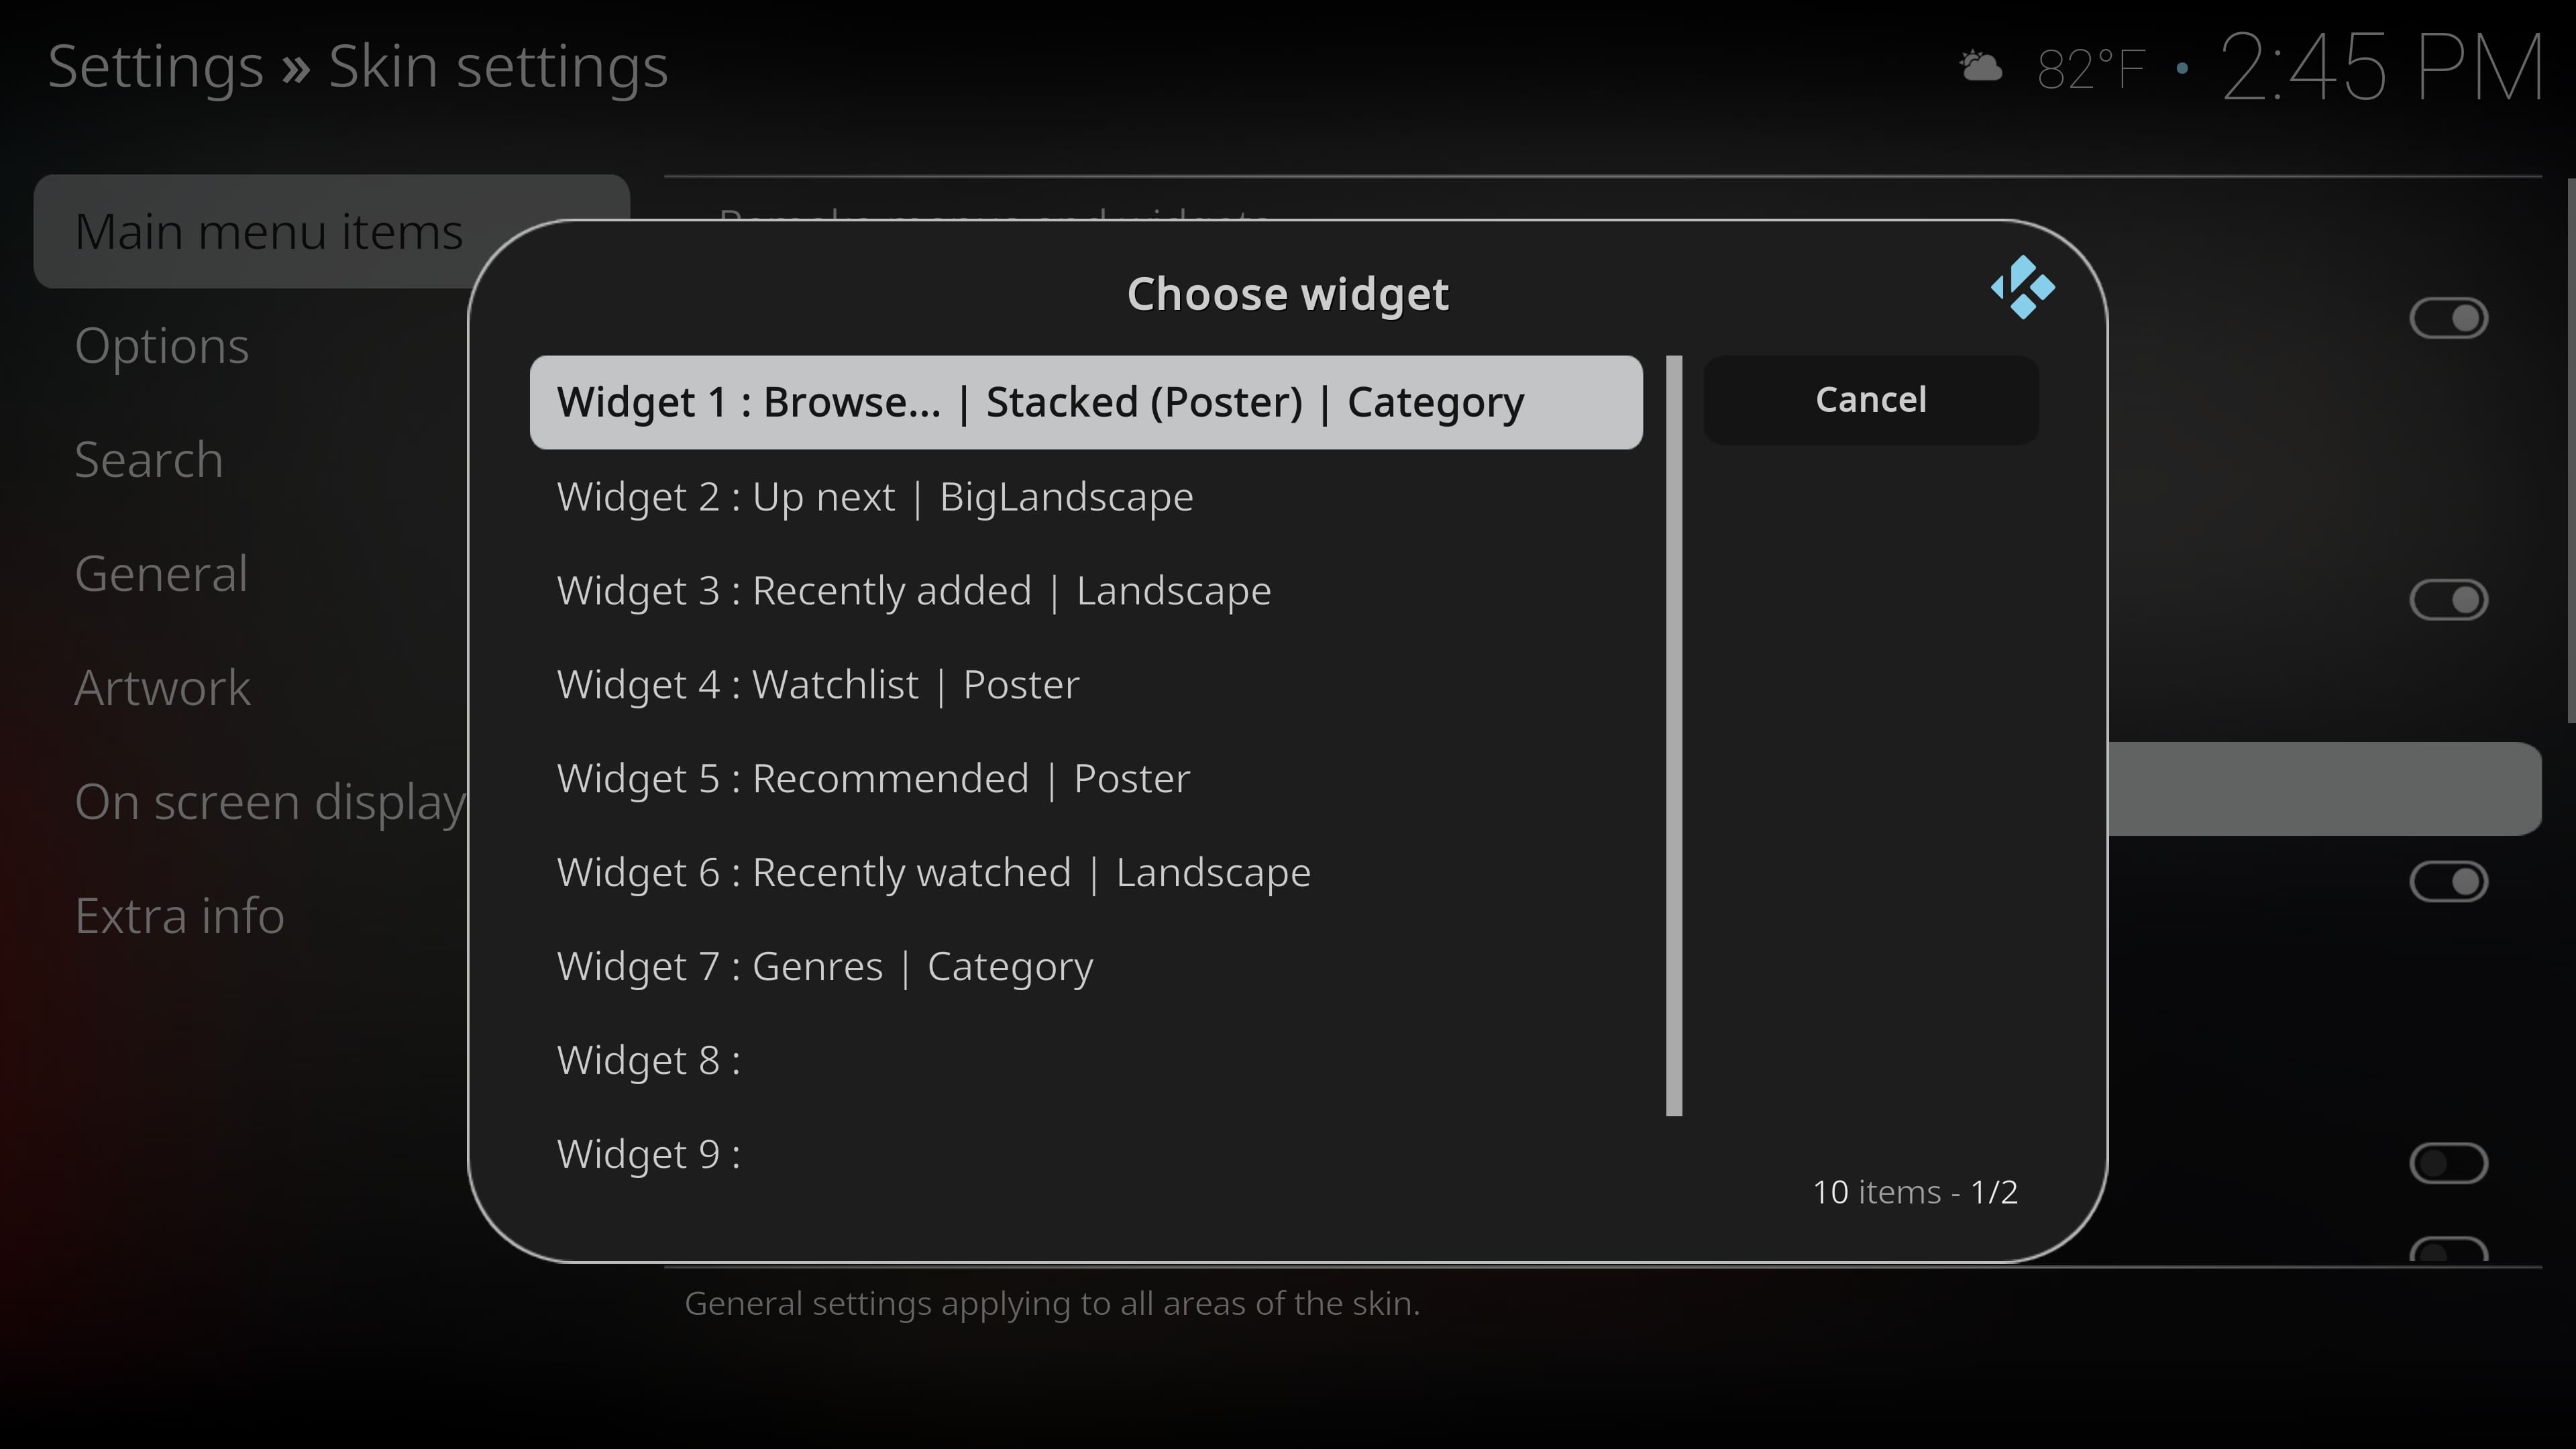 Settings » Skin settings
82°F • 2:45 PM
Main menu items
Options
Search
General
Artwork
On screen display
Extra info
Choose widget
Widget 1 : Browse... | Stacked (Poster) | Category
Widget 2 : Up next | BigLandscape
Widget 3 : Recently added | Landscape
Widget 4 : Watchlist | Poster
Widget 5 : Recommended | Poster
Widget 6 : Recently watched | Landscape
Widget 7 : Genres | Category
Widget 8 :
Widget 9 :
Cancel
10 items - 1/2
General settings applying to all areas of the skin.